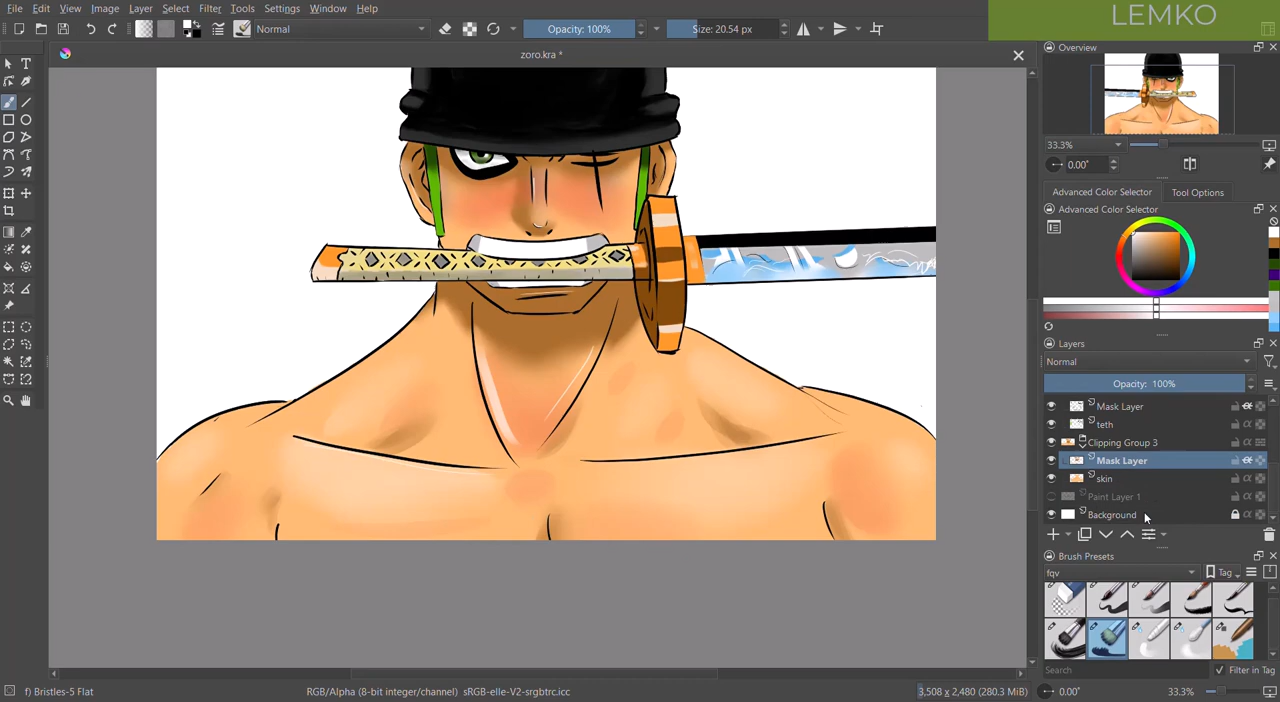 File Edit View Image Layer Select Filter Tools Settings Window Help
LEMKO
Normal
Opacity: 100%
Size: 20.54 px
zoro.kra *
Overview
33.3%
0.00°
Advanced Color Selector
Tool Options
Advanced Color Selector
Layers
Normal
Opacity: 100%
Mask Layer
teth
Clipping Group 3
Mask Layer
skin
Paint Layer 1
Background
Brush Presets
fqv
Tag
Search
Filter in Tag
f) Bristles-5 Flat
RGB/Alpha (8-bit integer/channel) sRGB-elle-V2-srgbtrc.icc
3,508 x 2,480 (280.3 MiB)
0.00°
33.3%